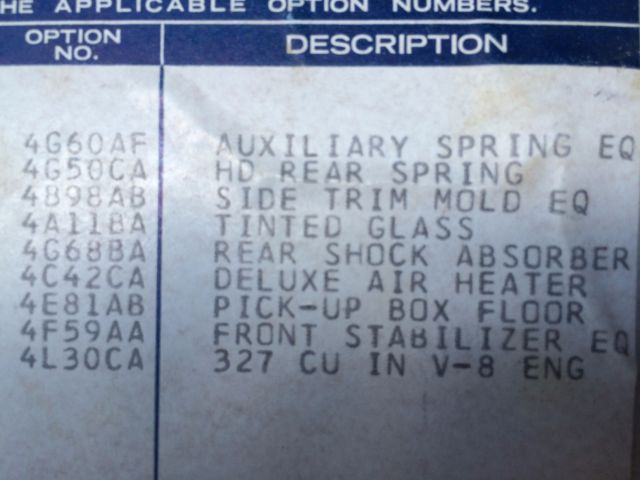 HE APPLICABLE OPTION NUMBERS.
OPTION NO. DESCRIPTION
4G60AF AUXILIARY SPRING EQ
4G50CA HD REAR SPRING
4B98AB SIDE TRIM MOLD EQ
4A11BA TINTED GLASS
4G68BA REAR SHOCK ABSORBER
4C42CA DELUXE AIR HEATER
4E81AB PICK-UP BOX FLOOR
4F59AA FRONT STABILIZER EQ
4L30CA 327 CU IN V-8 ENG